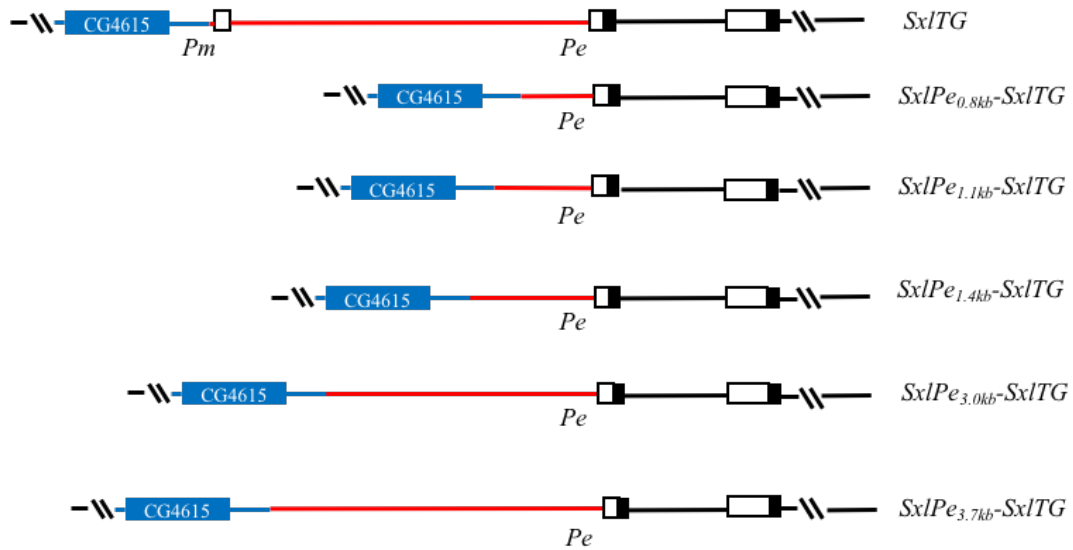 CG4615 SxlTG
Pm Pe
CG4615 SxlPe0.8kb-SxlTG
Pe
CG4615 SxlPe1.1kb-SxlTG
Pe
CG4615 SxlPe1.4kb-SxlTG
Pe
CG4615 SxlPe3.0kb-SxlTG
Pe
CG4615 SxlPe3.7kb-SxlTG
Pe